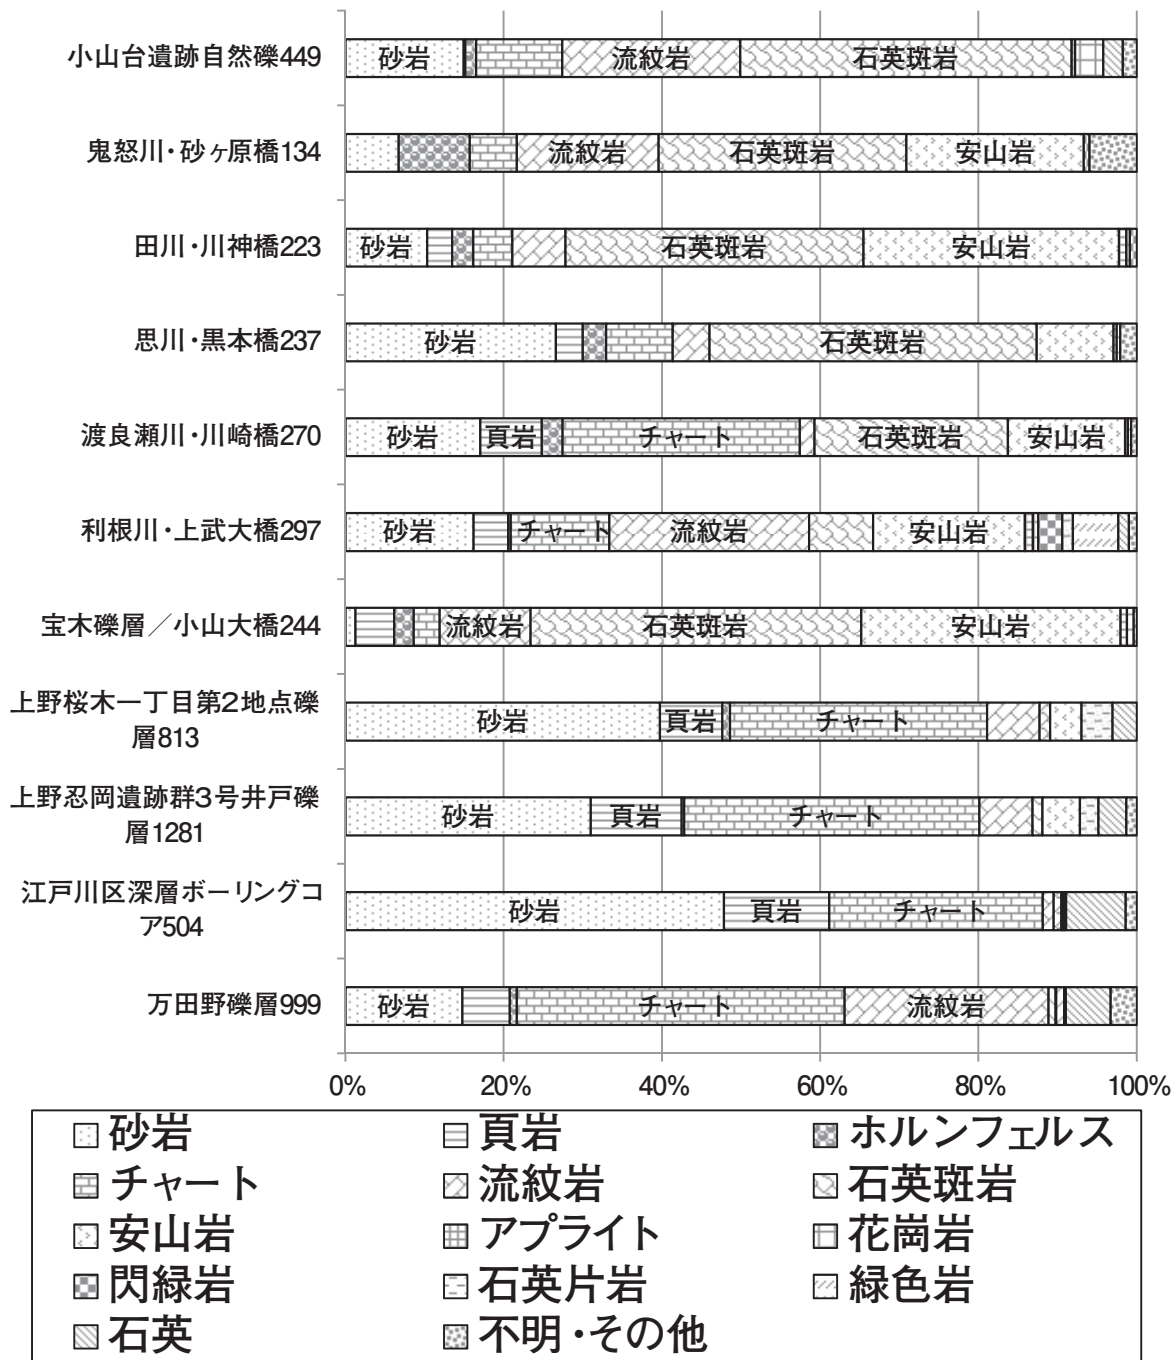 小山台遺跡自然礫449
砂岩 流紋岩 石英斑岩
鬼怒川・砂ヶ原橋134
流紋岩 石英斑岩 安山岩
田川・川神橋223
砂岩 石英斑岩 安山岩
思川・黒本橋237
砂岩 石英斑岩
渡良瀬川・川崎橋270
砂岩 頁岩 チャート 石英斑岩 安山岩
利根川・上武大橋297
砂岩 チャート 流紋岩 安山岩
宝木礫層／小山大橋244
流紋岩 石英斑岩 安山岩
上野桜木一丁目第2地点礫
層813
砂岩 頁岩 チャート
上野忍岡遺跡群3号井戸礫
層1281
砂岩 頁岩 チャート
江戸川区深層ボーリングコ
ア504
砂岩 頁岩 チャート
万田野礫層999
砂岩 チャート 流紋岩
0% 20% 40% 60% 80% 100%
砂岩 頁岩 ホルンフェルス
チャート 流紋岩 石英斑岩
安山岩 アプライト 花崗岩
閃緑岩 石英片岩 緑色岩
石英 不明・その他